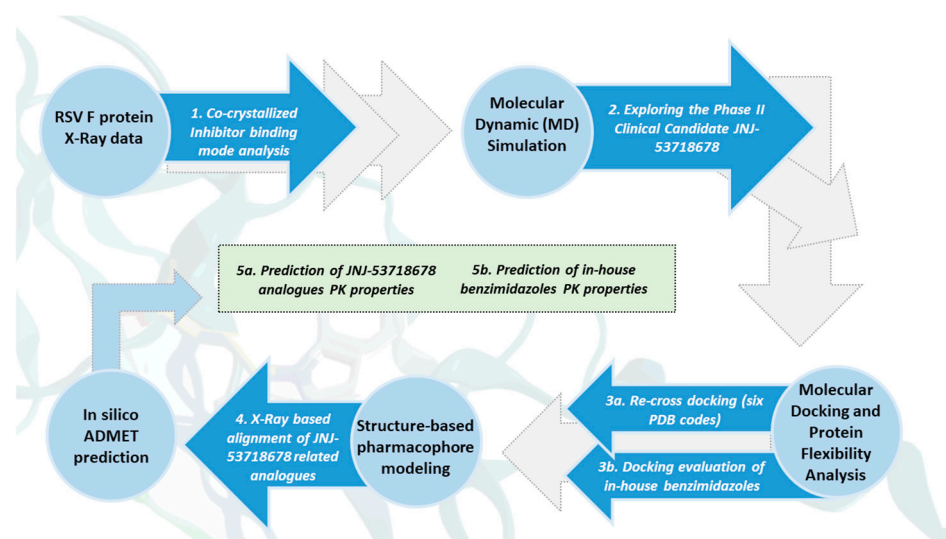 RSV F protein
X-Ray data
1. Co-crystallized
Inhibitor binding
mode analysis
Molecular
Dynamic (MD)
Simulation
2. Exploring the Phase II
Clinical Candidate JNJ-
53718678
Molecular
Docking and
Protein
Flexibility
Analysis
3a. Re-cross docking (six
PDB codes)
3b. Docking evaluation of
in-house benzimidazoles
Structure-based
pharmacophore
modeling
4. X-Ray based
alignment of JNJ-
53718678 related
analogues
In silico
ADMET
prediction
5a. Prediction of JNJ-53718678
analogues PK properties
5b. Prediction of in-house
benzimidazoles PK properties